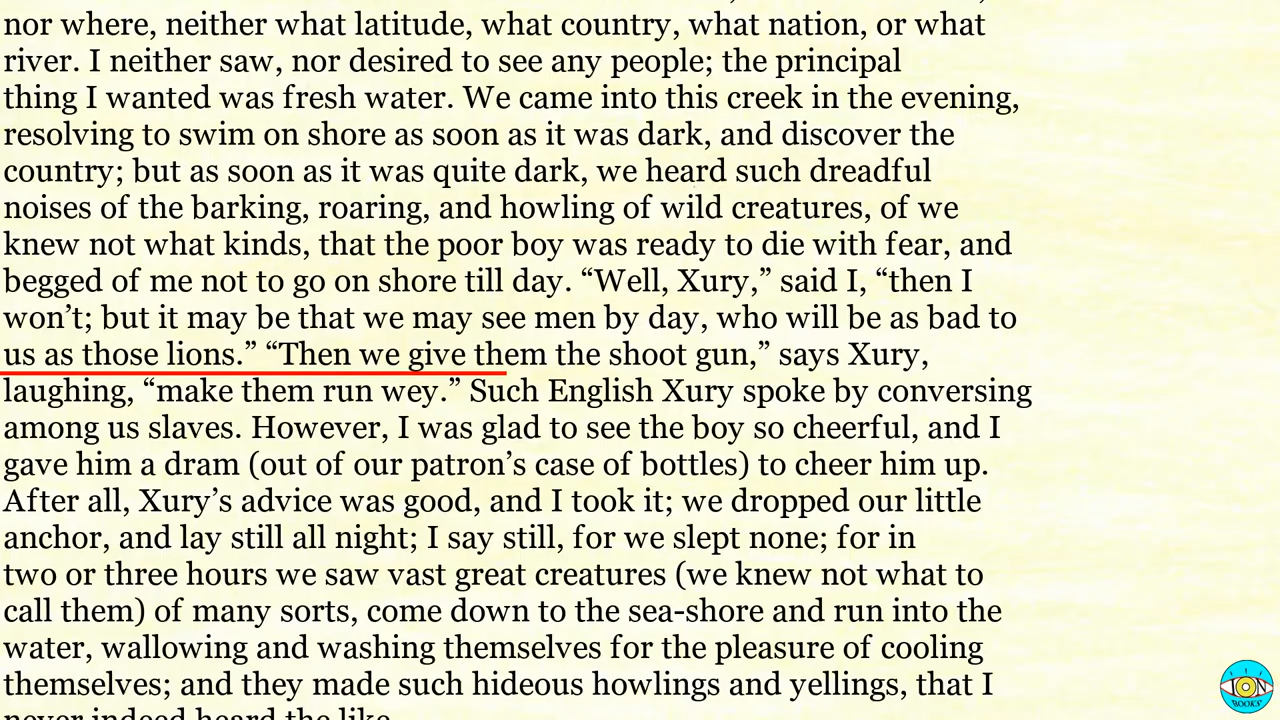 nor where, neither what latitude, what country, what nation, or what
river. I neither saw, nor desired to see any people; the principal
thing I wanted was fresh water. We came into this creek in the evening,
resolving to swim on shore as soon as it was dark, and discover the
country; but as soon as it was quite dark, we heard such dreadful
noises of the barking, roaring, and howling of wild creatures, of we
knew not what kinds, that the poor boy was ready to die with fear, and
begged of me not to go on shore till day. “Well, Xury,” said I, “then I
won’t; but it may be that we may see men by day, who will be as bad to
us as those lions.” “Then we give them the shoot gun,” says Xury,
laughing, “make them run wey.” Such English Xury spoke by conversing
among us slaves. However, I was glad to see the boy so cheerful, and I
gave him a dram (out of our patron’s case of bottles) to cheer him up.
After all, Xury’s advice was good, and I took it; we dropped our little
anchor, and lay still all night; I say still, for we slept none; for in
two or three hours we saw vast great creatures (we knew not what to
call them) of many sorts, come down to the sea-shore and run into the
water, wallowing and washing themselves for the pleasure of cooling
themselves; and they made such hideous howlings and yellings, that I
never indeed heard the like
ION
BOOKS